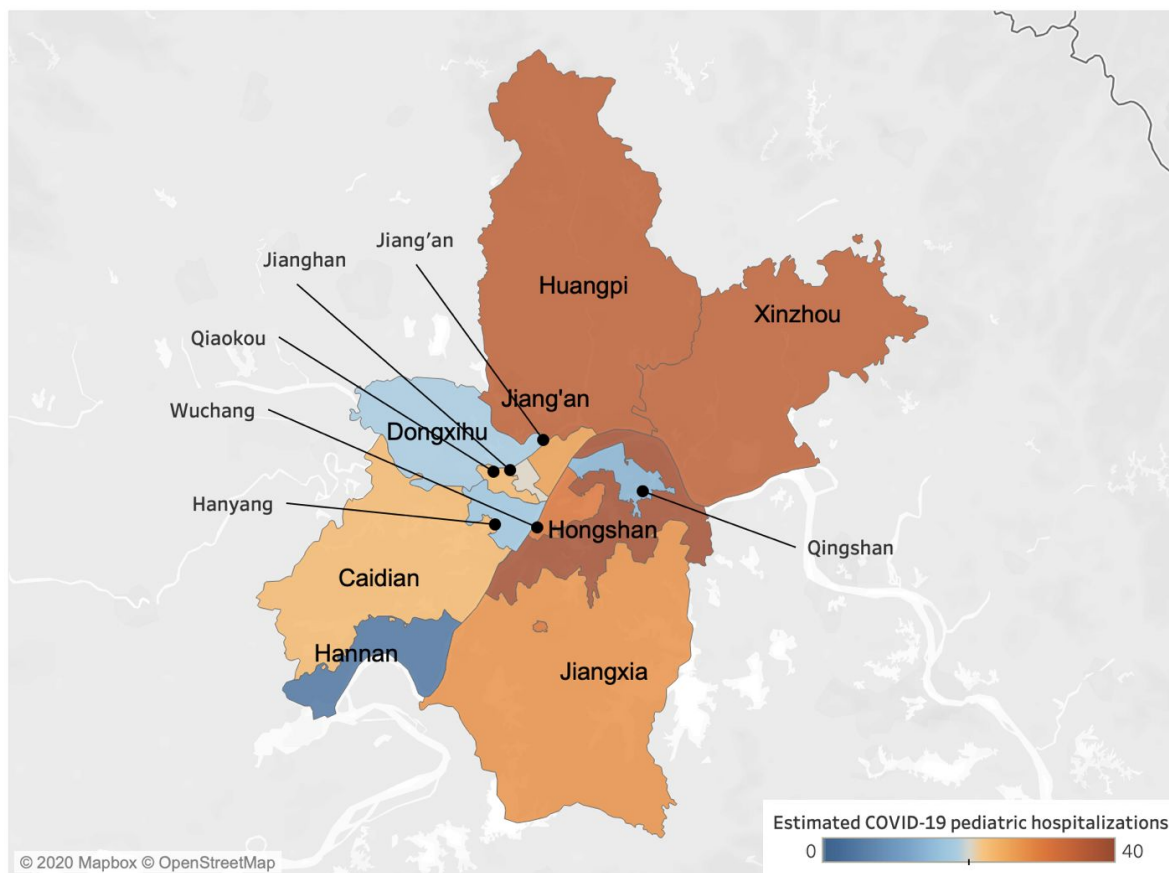 Jiang’an
Jianghan
Huangpi
Xinzhou
Qiaokou
Jiang'an
Wuchang
Dongxihu
Hanyang
Hongshan
Qingshan
Caidian
Hannan
Jiangxia
Estimated COVID-19 pediatric hospitalizations
0 40
© 2020 Mapbox © OpenStreetMap